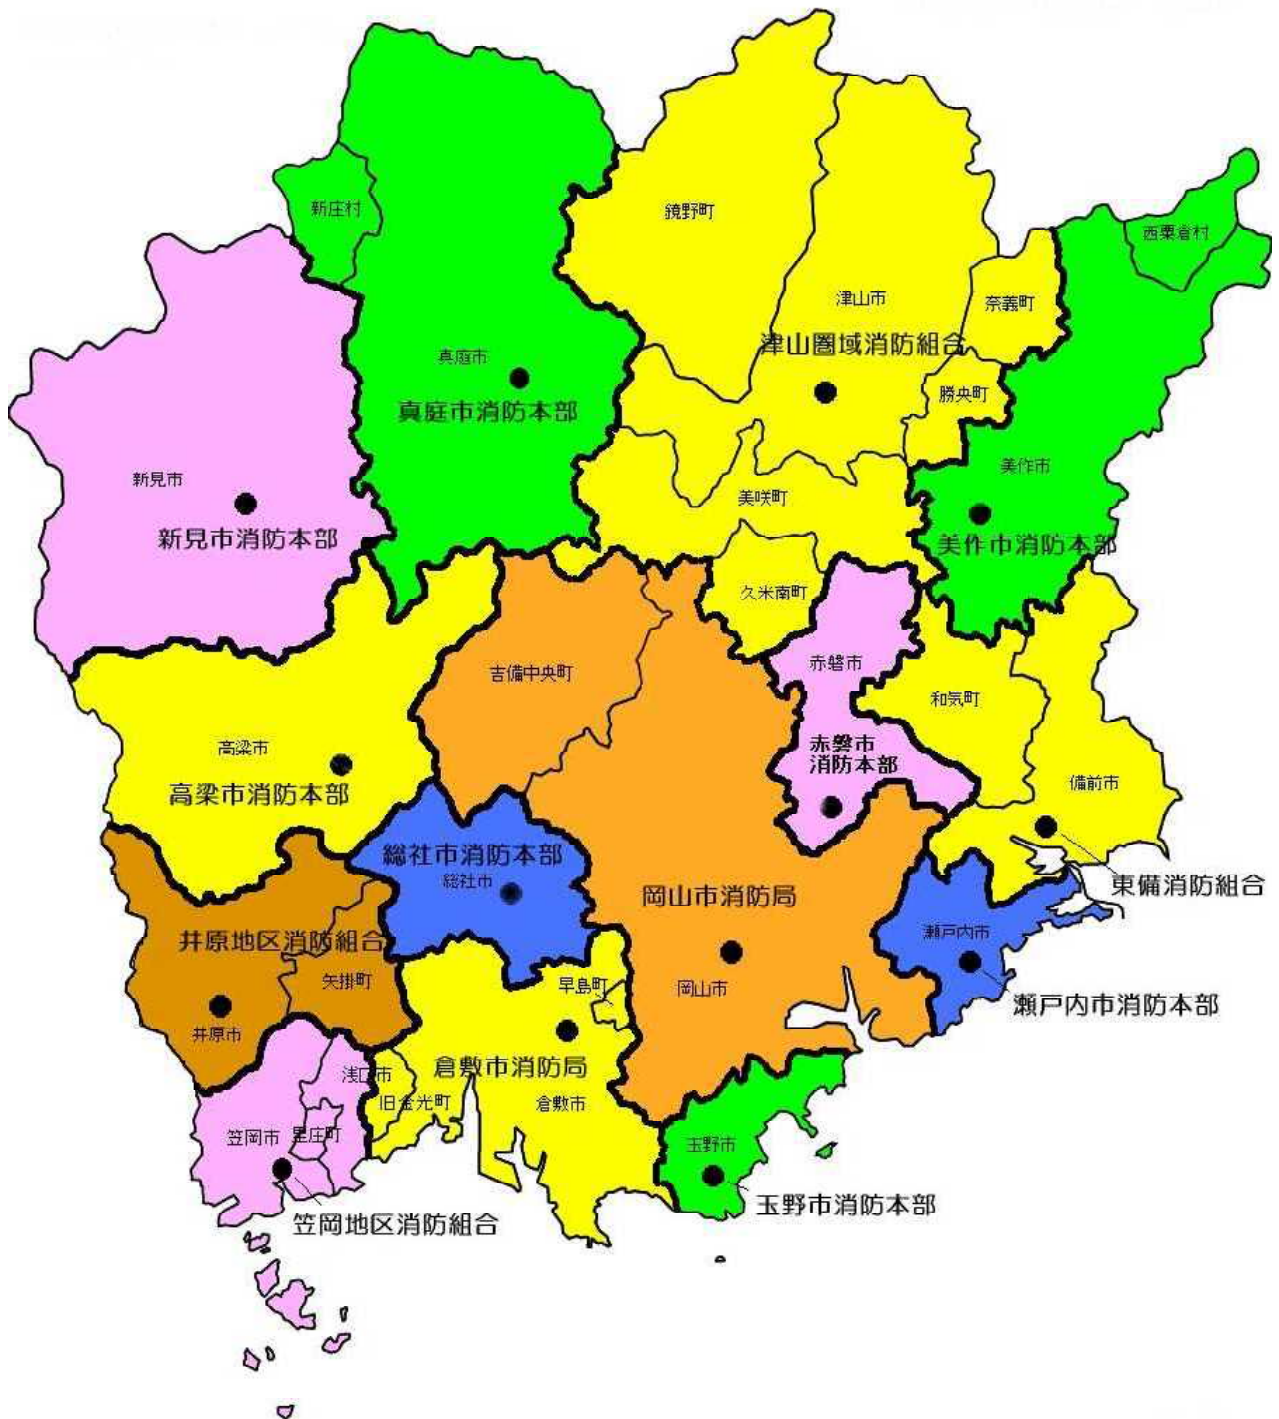 新庄村
鏡野町
西粟倉村
津山市
奈義町
津山圏域消防組合
真庭市
勝央町
真庭市消防本部
新見市
美作市
美咲町
新見市消防本部
美作市消防本部
久米南町
吉備中央町
赤磐市
和気町
高梁市
赤磐市
消防本部
備前市
高梁市消防本部
総社市消防本部
総社市
東備消防組合
岡山市消防局
井原地区消防組合
瀬戸内市
矢掛町
早島町
岡山市
瀬戸内市消防本部
井原市
倉敷市消防局
浅口市
旧金光町
倉敷市
笠岡市
里庄町
玉野市
玉野市消防本部
笠岡地区消防組合